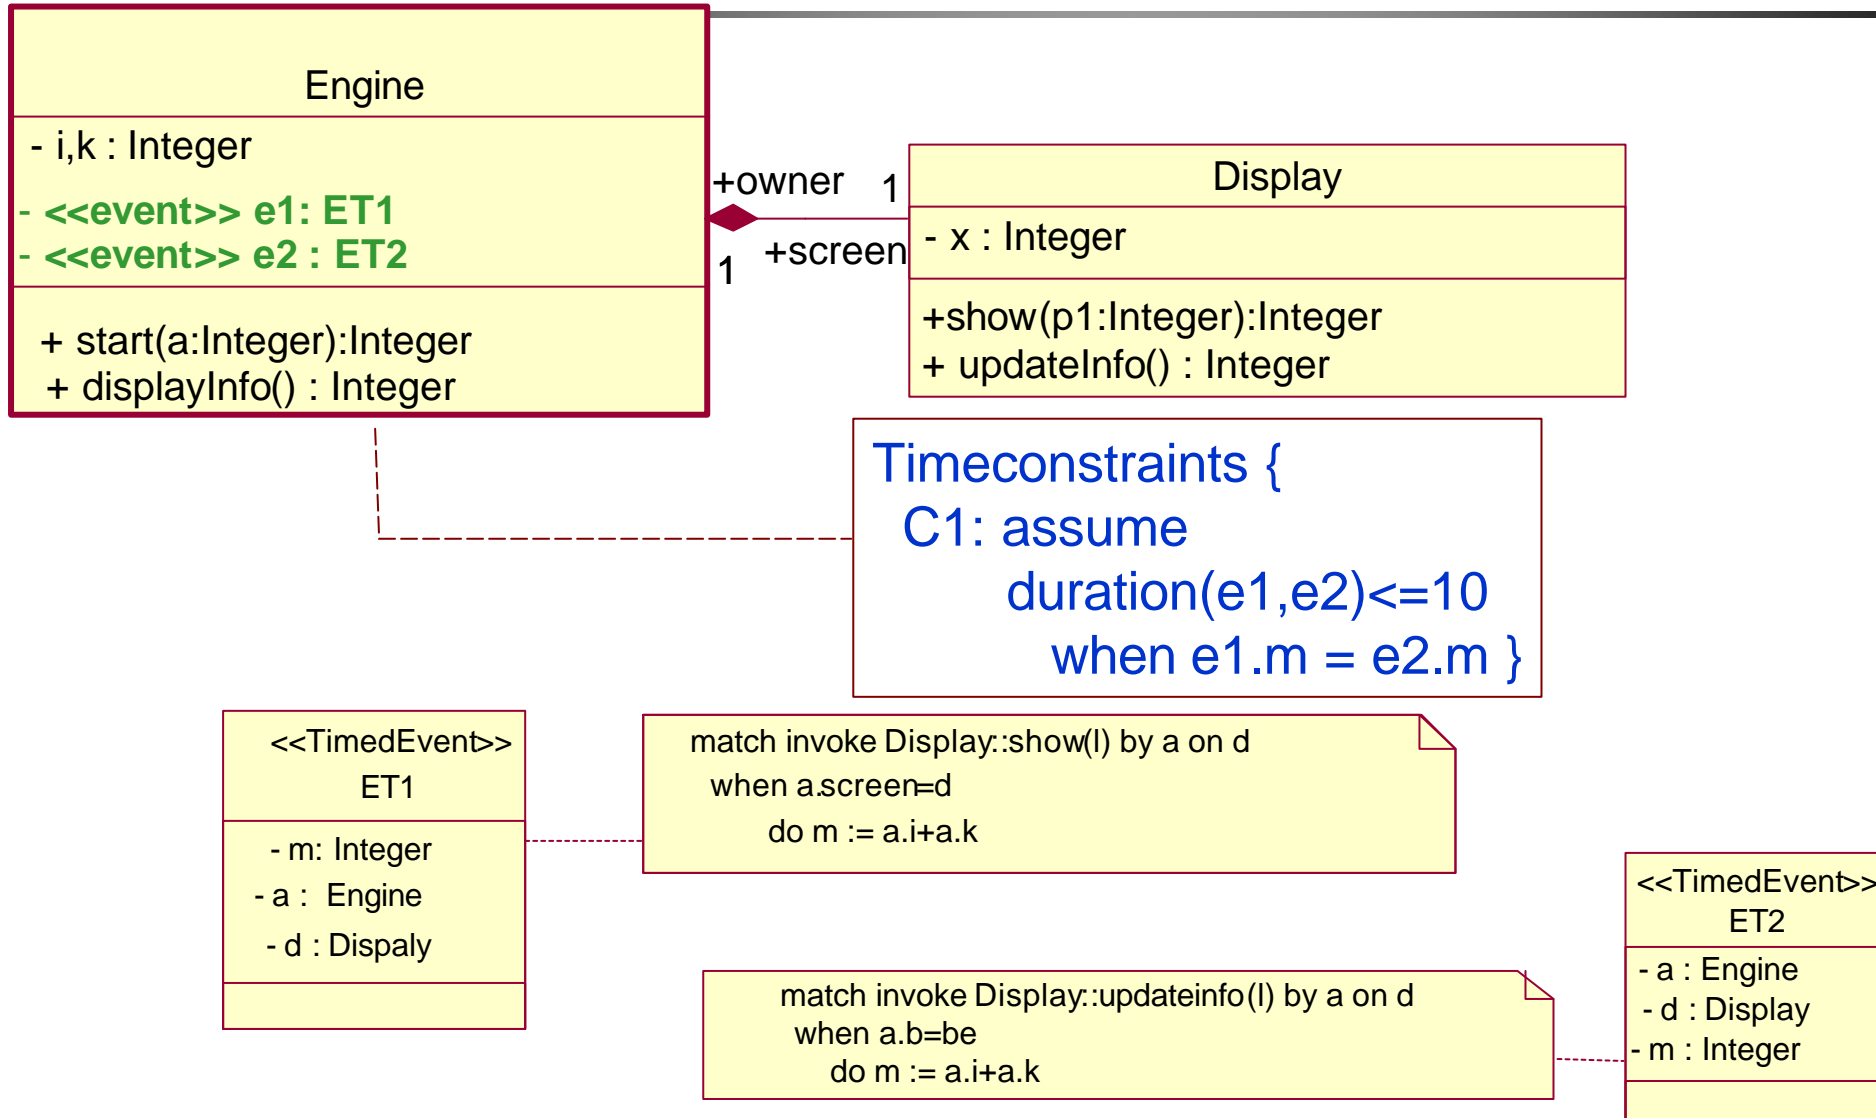 Engine
- i,k : Integer
- <<event>> e1: ET1
- <<event>> e2 : ET2
+ start(a:Integer):Integer
+ displayInfo() : Integer
+owner 1
1 +screen
Display
- x : Integer
+show(p1:Integer):Integer
+ updateInfo() : Integer
Timeconstraints {
C1: assume
duration(e1,e2)<=10
when e1.m = e2.m }
<<TimedEvent>>
ET1
- m: Integer
- a : Engine
- d : Dispaly
match invoke Display::show(l) by a on d
when a.screen=d
do m := a.i+a.k
match invoke Display::updateinfo(l) by a on d
when a.b=be
do m := a.i+a.k
<<TimedEvent>>
ET2
- a : Engine
- d : Display
- m : Integer